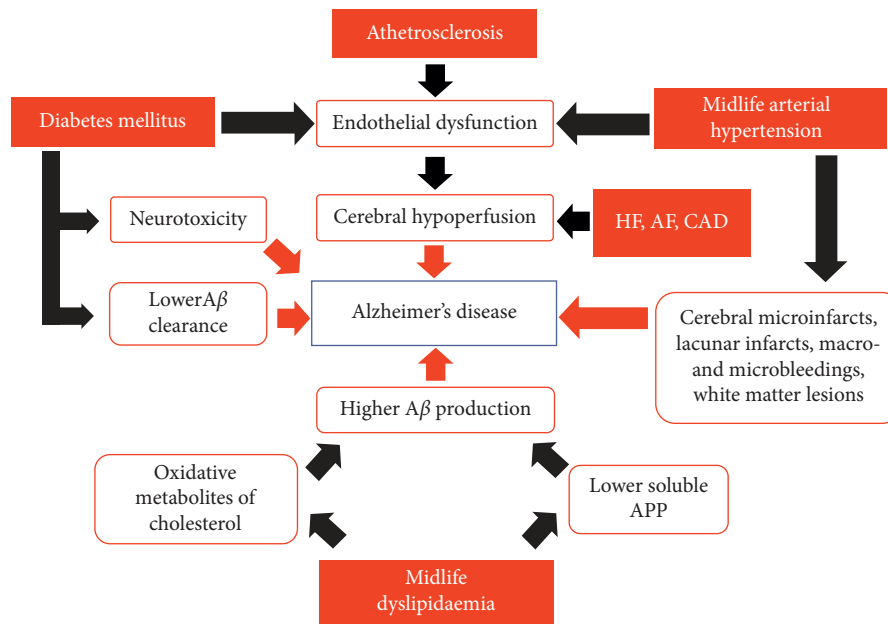 Athetrosclerosis
Diabetes mellitus
Endothelial dysfunction
Midlife arterial
hypertension
Neurotoxicity
Cerebral hypoperfusion
HF, AF, CAD
LowerAβ
clearance
Alzheimer’s disease
Cerebral microinfarcts,
lacunar infarcts, macro-
and microbleedings,
white matter lesions
Higher Aβ production
Oxidative
metabolites of
cholesterol
Lower soluble
APP
Midlife
dyslipidaemia